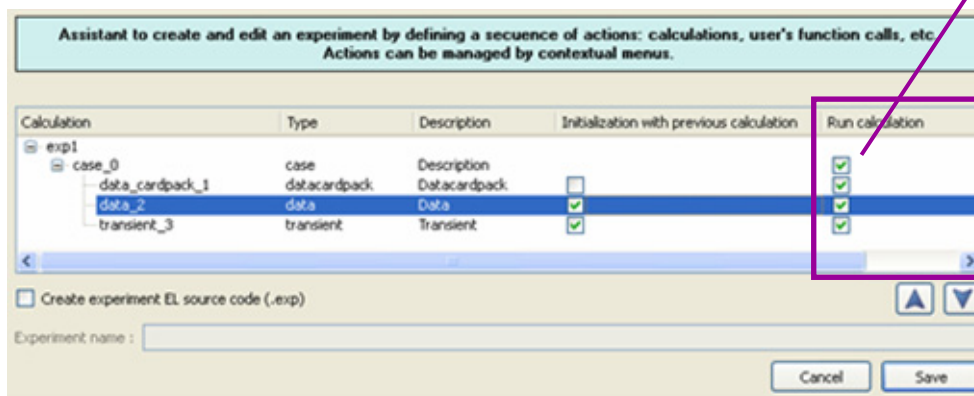 Assistant to create and edit an experiment by defining a secuence of actions: calculations, user's function calls, etc.
Actions can be managed by contextual menus.
Calculation Type Description Initialization with previous calculation Run calculation
exp1
case_0 case Description
data_cardpack_1 datacardpack Datacardpack
data_2 data Data
transient_3 transient Transient
Create experiment EL source code (.exp)
Experiment name :
Cancel Save